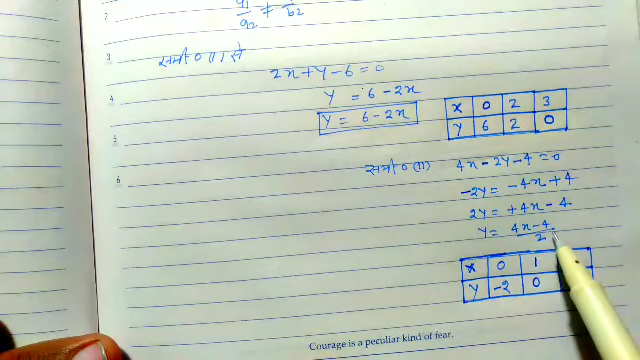 a₁/a₂ ≠ b₂
समी० (I) से
2x + y - 6 = 0
y = 6 - 2x
y = 6 - 2x
x 0 2 3
y 6 2 0
समी० (II) 4x - 2y - 4 = 0
-2y = -4x + 4
2y = +4x - 4
y = 4x - 4 / 2
x 0 1
y -2 0
2
3
4
5
6
Courage is a peculiar kind of fear.